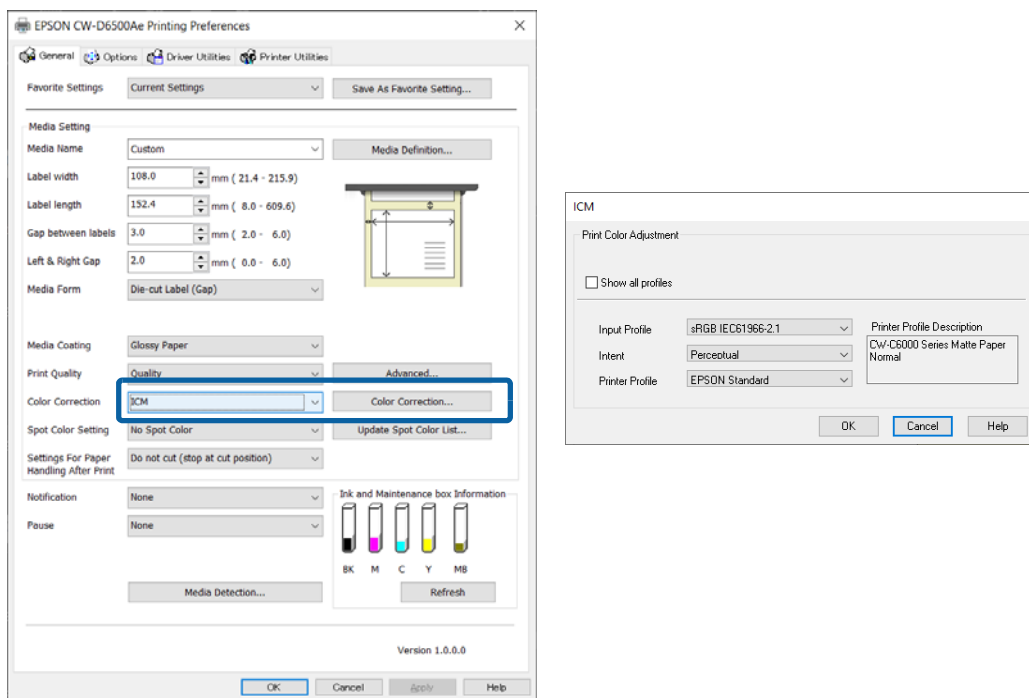 EPSON CW-D6500Ae Printing Preferences
General Options Driver Utilities Printer Utilities
Favorite Settings Current Settings Save As Favorite Setting...
Media Setting
Media Name Custom Media Definition...
Label width 108.0 mm ( 21.4 - 215.9)
Label length 152.4 mm ( 8.0 - 609.6)
Gap between labels 3.0 mm ( 2.0 - 6.0)
Left & Right Gap 2.0 mm ( 0.0 - 6.0)
Media Form Die-cut Label (Gap)
Media Coating Glossy Paper
Print Quality Quality Advanced...
Color Correction ICM Color Correction...
Spot Color Setting No Spot Color Update Spot Color List...
Settings For Paper
Handling After Print
Do not cut (stop at cut position)
Notification None
Pause None
Ink and Maintenance box Information
BK M C Y MB
Media Detection... Refresh
Version 1.0.0.0
OK Cancel Apply Help
ICM
Print Color Adjustment
Show all profiles
Input Profile sRGB IEC61966-2.1
Intent Perceptual
Printer Profile EPSON Standard
Printer Profile Description
CW-C6000 Series Matte Paper
Normal
OK Cancel Help